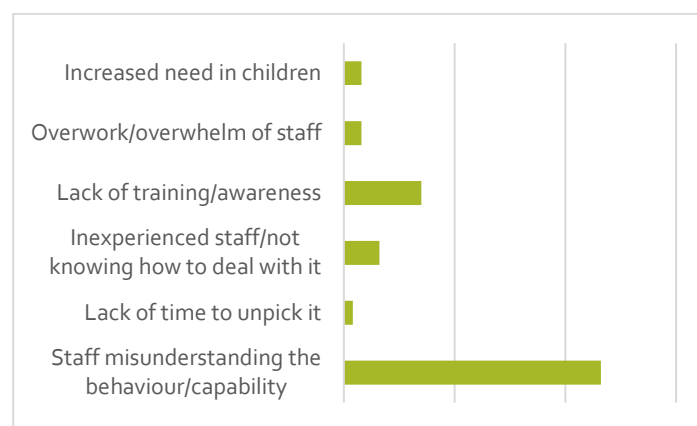 Increased need in children
Overwork/overwhelm of staff
Lack of training/awareness
Inexperienced staff/not
knowing how to deal with it
Lack of time to unpick it
Staff misunderstanding the
behaviour/capability